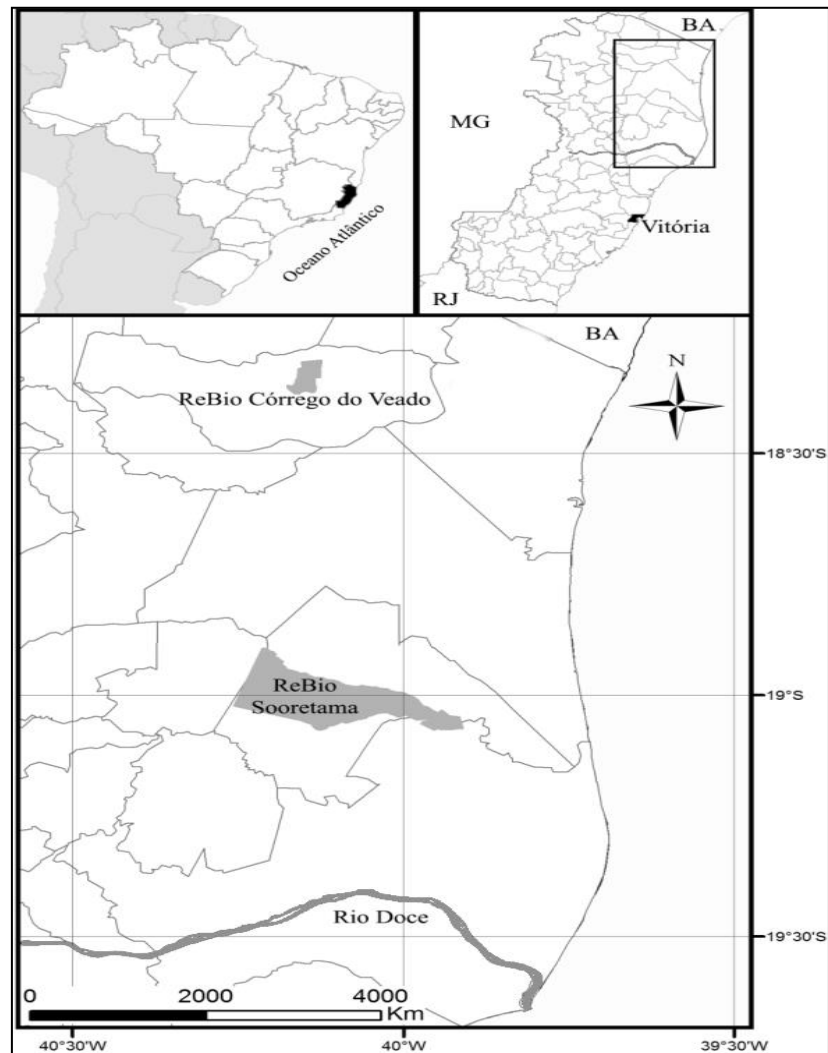 Oceano Atlântico
BA
MG
Vitória
RJ
BA
N
ReBio Córrego do Veado
18°30'S
ReBio
Sooretama
19°S
Rio Doce
19°30'S
0 2000 4000
Km
40°30'W 40°W 39°30'W